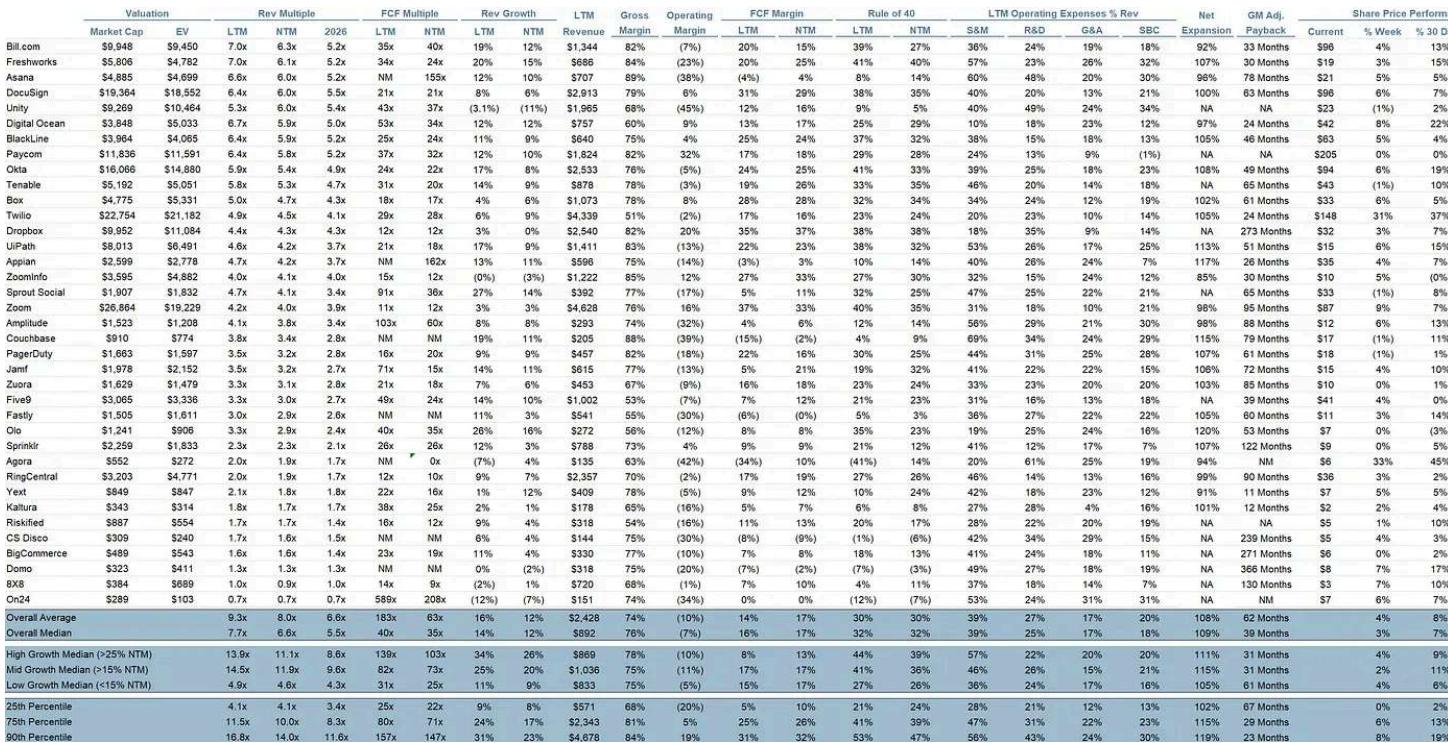 Valuation Rev Multiple FCF Multiple Rev Growth LTM Gross Operating FCF Margin Rule of 40 LTM Operating Expenses % Rev Net GM Adj. Share Price Perform
Market Cap EV LTM NTM 2026 LTM NTM LTM NTM Revenue Margin Margin LTM NTM LTM NTM S&M R&D G&A SBC Expansion Payback Current % Week % 30 D
Bill.com $9,948 $9,450 7.0x 6.3x 5.2x 35x 40x 19% 12% $1,344 82% (7%) 20% 15% 39% 27% 36% 24% 19% 18% 92% 33 Months $96 4% 13%
Freshworks $5,806 $4,782 7.0x 6.1x 5.2x 34x 24x 20% 15% $686 84% (23%) 20% 25% 41% 40% 57% 23% 26% 32% 107% 30 Months $19 3% 15%
Asana $4,885 $4,699 6.6x 6.0x 5.2x NM 155x 12% 10% $707 89% (38%) (4%) 4% 8% 14% 60% 48% 20% 30% 96% 78 Months $21 5% 5%
DocuSign $19,364 $18,552 6.4x 6.0x 5.5x 21x 21x 8% 6% $2,913 79% 6% 31% 29% 38% 35% 40% 20% 13% 21% 100% 63 Months $96 6% 7%
Unity $9,269 $10,464 5.3x 6.0x 5.4x 43x 37x (3.1%) (11%) $1,965 68% (45%) 12% 16% 9% 5% 40% 49% 24% 34% NA NA $23 (1%) 2%
Digital Ocean $3,848 $5,033 6.7x 5.9x 5.0x 53x 34x 12% 12% $757 60% 9% 13% 17% 25% 29% 10% 18% 23% 12% 97% 24 Months $42 8% 22%
BlackLine $3,964 $4,065 6.4x 5.9x 5.2x 25x 24x 11% 9% $640 75% 4% 25% 24% 37% 32% 38% 15% 18% 13% 105% 46 Months $63 5% 4%
Paycom $11,836 $11,591 6.4x 5.8x 5.2x 37x 32x 12% 10% $1,824 82% 32% 17% 18% 29% 28% 24% 13% 9% (1%) NA NA $205 0% 0%
Okta $16,066 $14,880 5.9x 5.4x 4.9x 24x 22x 17% 8% $2,533 76% (5%) 24% 25% 41% 33% 39% 25% 18% 23% 108% 49 Months $94 6% 19%
Tenable $5,192 $5,051 5.8x 5.3x 4.7x 31x 20x 14% 9% $878 78% (3%) 19% 26% 33% 35% 46% 20% 14% 18% NA 65 Months $43 (1%) 10%
Box $4,775 $5,331 5.0x 4.7x 4.3x 18x 17x 4% 6% $1,073 78% 8% 28% 28% 32% 34% 34% 24% 12% 19% 102% 61 Months $33 6% 5%
Twilio $22,754 $21,182 4.9x 4.5x 4.1x 29x 28x 6% 9% $4,339 51% (2%) 17% 16% 23% 24% 20% 23% 10% 14% 105% 24 Months $148 31% 37%
Dropbox $9,952 $11,084 4.4x 4.3x 4.3x 12x 12x 3% 0% $2,540 82% 20% 35% 37% 38% 38% 18% 35% 9% 14% NA 273 Months $32 3% 7%
UiPath $8,013 $6,491 4.6x 4.2x 3.7x 21x 18x 17% 9% $1,411 83% (13%) 22% 23% 38% 32% 53% 26% 17% 25% 113% 51 Months $15 6% 15%
Appian $2,599 $2,778 4.7x 4.2x 3.7x NM 162x 13% 11% $596 75% (14%) (3%) 3% 10% 14% 40% 26% 24% 7% 117% 26 Months $35 4% 7%
ZoomInfo $3,595 $4,882 4.0x 4.1x 4.0x 15x 12x (0%) (3%) $1,222 85% 12% 27% 33% 27% 30% 32% 15% 24% 12% 85% 30 Months $10 5% (0%
Sprout Social $1,907 $1,832 4.7x 4.1x 3.4x 91x 36x 27% 14% $392 77% (17%) 5% 11% 32% 25% 47% 25% 22% 21% NA 65 Months $33 (1%) 8%
Zoom $26,864 $19,229 4.2x 4.0x 3.9x 11x 12x 3% 3% $4,628 76% 16% 37% 33% 40% 35% 31% 18% 10% 21% 98% 95 Months $87 9% 7%
Amplitude $1,523 $1,208 4.1x 3.8x 3.4x 103x 60x 8% 8% $293 74% (32%) 4% 6% 12% 14% 56% 29% 21% 30% 98% 88 Months $12 6% 13%
Couchbase $910 $774 3.8x 3.4x 2.8x NM NM 19% 11% $205 88% (39%) (15%) (2%) 4% 9% 69% 34% 24% 29% 115% 79 Months $17 (1%) 11%
PagerDuty $1,663 $1,597 3.5x 3.2x 2.8x 16x 20x 9% 9% $457 82% (18%) 22% 16% 30% 25% 44% 31% 25% 28% 107% 61 Months $18 (1%) 1%
Jamf $1,978 $2,152 3.5x 3.2x 2.7x 71x 15x 14% 11% $615 77% (13%) 5% 21% 19% 32% 41% 22% 22% 15% 106% 72 Months $15 4% 10%
Zuora $1,629 $1,479 3.3x 3.1x 2.8x 21x 18x 7% 6% $453 67% (9%) 16% 18% 23% 24% 33% 23% 20% 20% 103% 85 Months $10 0% 1%
Five9 $3,065 $3,336 3.3x 3.0x 2.7x 49x 24x 14% 10% $1,002 53% (7%) 7% 12% 21% 23% 31% 16% 13% 18% NA 39 Months $41 4% 0%
Fastly $1,505 $1,611 3.0x 2.9x 2.6x NM NM 11% 3% $541 55% (30%) (6%) (0%) 5% 3% 36% 27% 22% 22% 105% 60 Months $11 3% 14%
Olo $1,241 $906 3.3x 2.9x 2.4x 40x 35x 26% 16% $272 56% (12%) 8% 8% 35% 23% 19% 25% 24% 16% 120% 53 Months $7 0% (3%
Sprinklr $2,259 $1,833 2.3x 2.3x 2.1x 26x 26x 12% 3% $788 73% 4% 9% 9% 21% 12% 41% 12% 17% 7% 107% 122 Months $9 0% 5%
Agora $552 $272 2.0x 1.9x 1.7x NM 0x (7%) 4% $135 63% (42%) (34%) 10% (41%) 14% 20% 61% 25% 19% 94% NM $6 33% 45%
RingCentral $3,203 $4,771 2.0x 1.9x 1.7x 12x 10x 9% 7% $2,357 70% (2%) 17% 19% 27% 26% 46% 14% 13% 16% 99% 90 Months $36 3% 2%
Yext $849 $847 2.1x 1.8x 1.8x 22x 16x 1% 12% $409 78% (5%) 9% 12% 10% 24% 42% 18% 23% 12% 91% 11 Months $7 5% 5%
Kaltura $343 $314 1.8x 1.7x 1.7x 38x 25x 2% 1% $178 65% (16%) 5% 7% 6% 8% 27% 28% 4% 16% 101% 12 Months $2 2% 4%
Riskified $887 $554 1.7x 1.7x 1.4x 16x 12x 9% 4% $318 54% (16%) 11% 13% 20% 17% 28% 22% 20% 19% NA NA $5 1% 10%
CS Disco $309 $240 1.7x 1.6x 1.5x NM NM 6% 4% $144 75% (30%) (8%) (9%) (1%) (6%) 42% 34% 29% 15% NA 239 Months $5 4% 3%
BigCommerce $489 $543 1.6x 1.6x 1.4x 23x 19x 11% 4% $330 77% (10%) 7% 8% 18% 13% 41% 24% 18% 11% NA 271 Months $6 0% 2%
Domo $323 $411 1.3x 1.3x 1.3x NM NM 0% (2%) $318 75% (20%) (7%) (2%) (7%) (3%) 49% 27% 18% 19% NA 366 Months $8 7% 17%
8X8 $384 $689 1.0x 0.9x 1.0x 14x 9x (2%) 1% $720 68% (1%) 7% 10% 4% 11% 37% 18% 14% 7% NA 130 Months $3 7% 10%
On24 $289 $103 0.7x 0.7x 0.7x 589x 208x (12%) (7%) $151 74% (34%) 0% 0% (12%) (7%) 53% 24% 31% 31% NA NM $7 6% 7%
Overall Average 9.3x 8.0x 6.6x 183x 63x 16% 12% $2,428 74% (10%) 14% 17% 30% 30% 39% 27% 17% 20% 108% 62 Months 4% 8%
Overall Median 7.7x 6.6x 5.5x 40x 35x 14% 12% $892 76% (7%) 16% 17% 32% 32% 39% 25% 17% 18% 109% 39 Months 3% 7%
High Growth Median (>25% NTM) 13.9x 11.1x 8.6x 139x 103x 34% 26% $869 78% (10%) 8% 13% 44% 39% 57% 22% 20% 20% 111% 31 Months 4% 9%
Mid Growth Median (>15% NTM) 14.5x 11.9x 9.6x 82x 73x 25% 20% $1,036 75% (11%) 17% 17% 41% 36% 46% 26% 15% 21% 115% 31 Months 2% 11%
Low Growth Median (<15% NTM) 4.9x 4.6x 4.3x 31x 25x 11% 9% $833 75% (5%) 15% 17% 27% 26% 36% 24% 17% 16% 105% 61 Months 4% 6%
25th Percentile 4.1x 4.1x 3.4x 25x 22x 9% 8% $571 68% (20%) 5% 10% 21% 24% 28% 21% 12% 13% 102% 67 Months 0% 2%
75th Percentile 11.5x 10.0x 8.3x 80x 71x 24% 17% $2,343 81% 5% 25% 26% 41% 39% 47% 31% 22% 23% 115% 29 Months 6% 13%
90th Percentile 16.8x 14.0x 11.6x 157x 147x 31% 23% $4,678 84% 19% 31% 32% 53% 47% 56% 43% 24% 30% 119% 23 Months 8% 19%